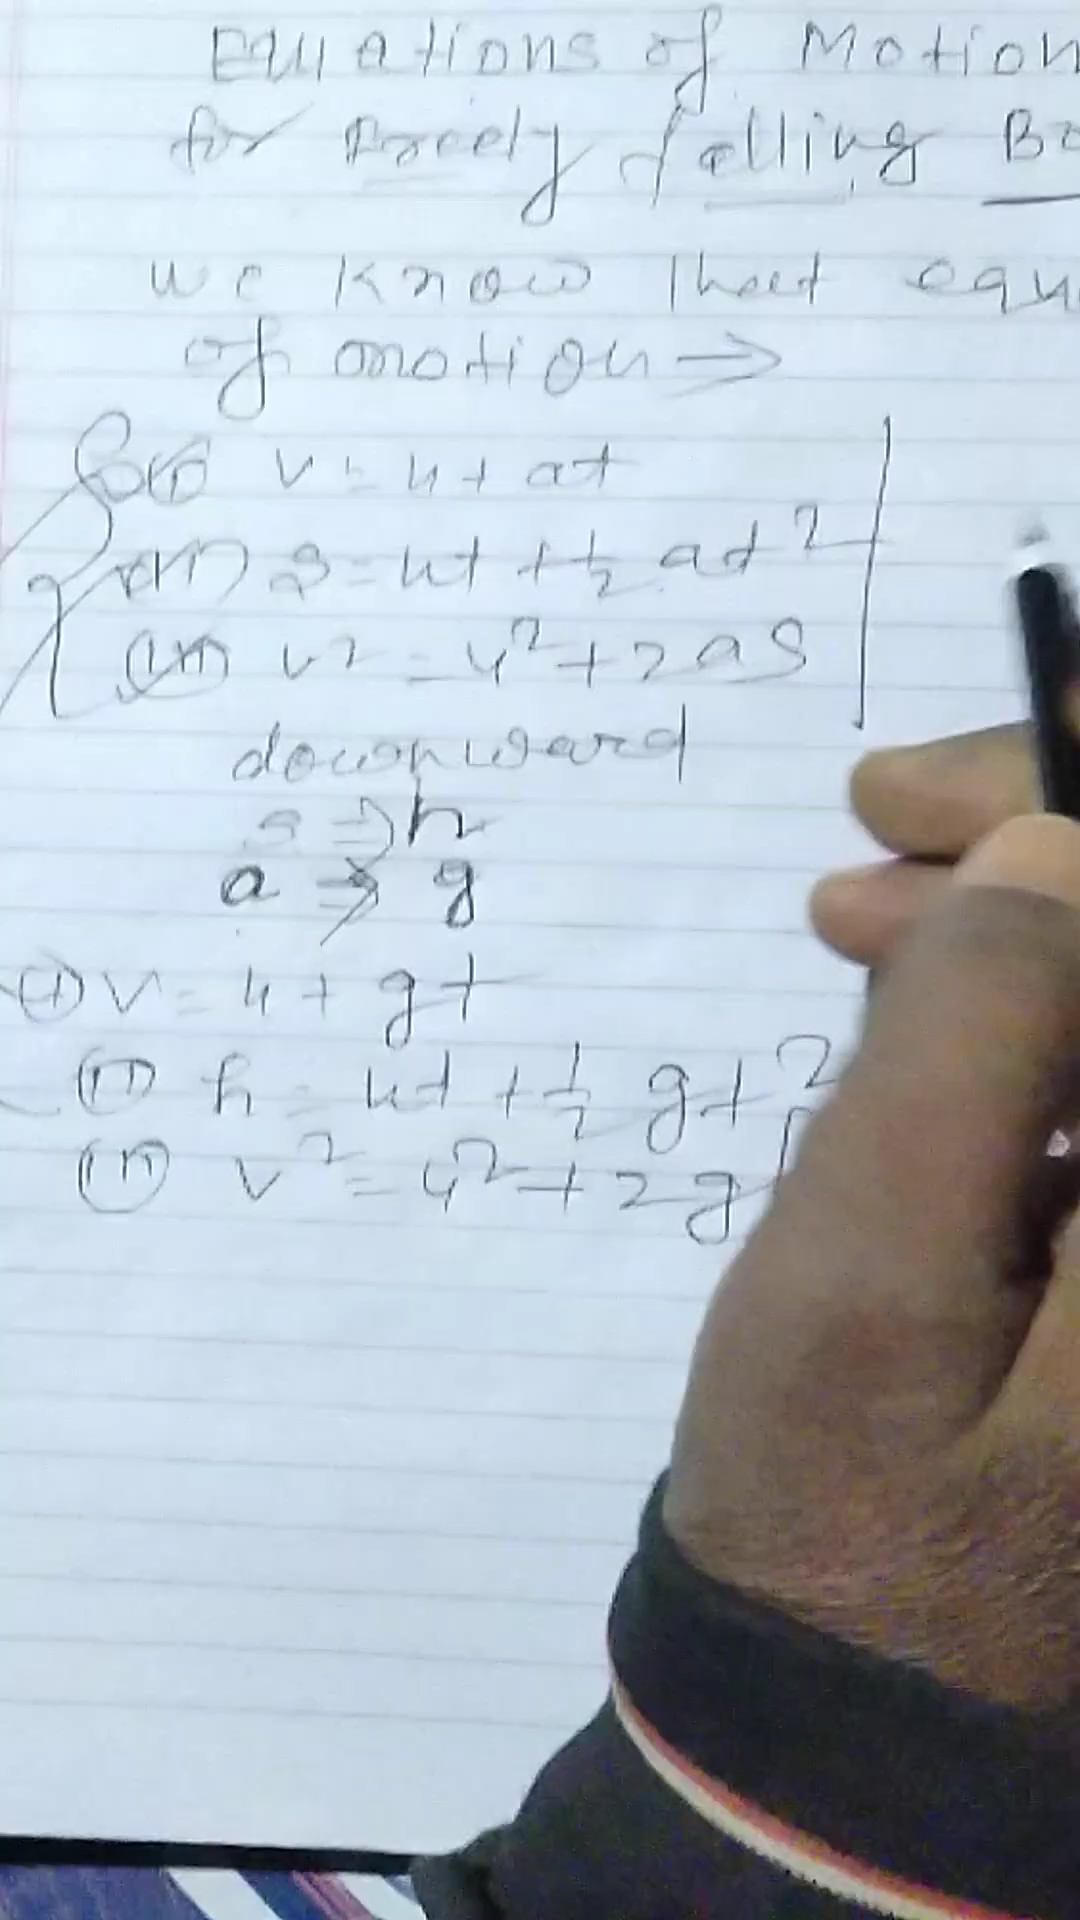 Equations of Motion
for Freely falling Bo
we know that equ
of motion →
(i) v = u + at
(ii) S = ut + 1/2 at²
(iii) v² = u² + 2as
downward
s ⇒ h
a ⇒ g
(i) v = u + gt
(ii) h = ut + 1/2 gt²
(iii) v² = u² + 2g